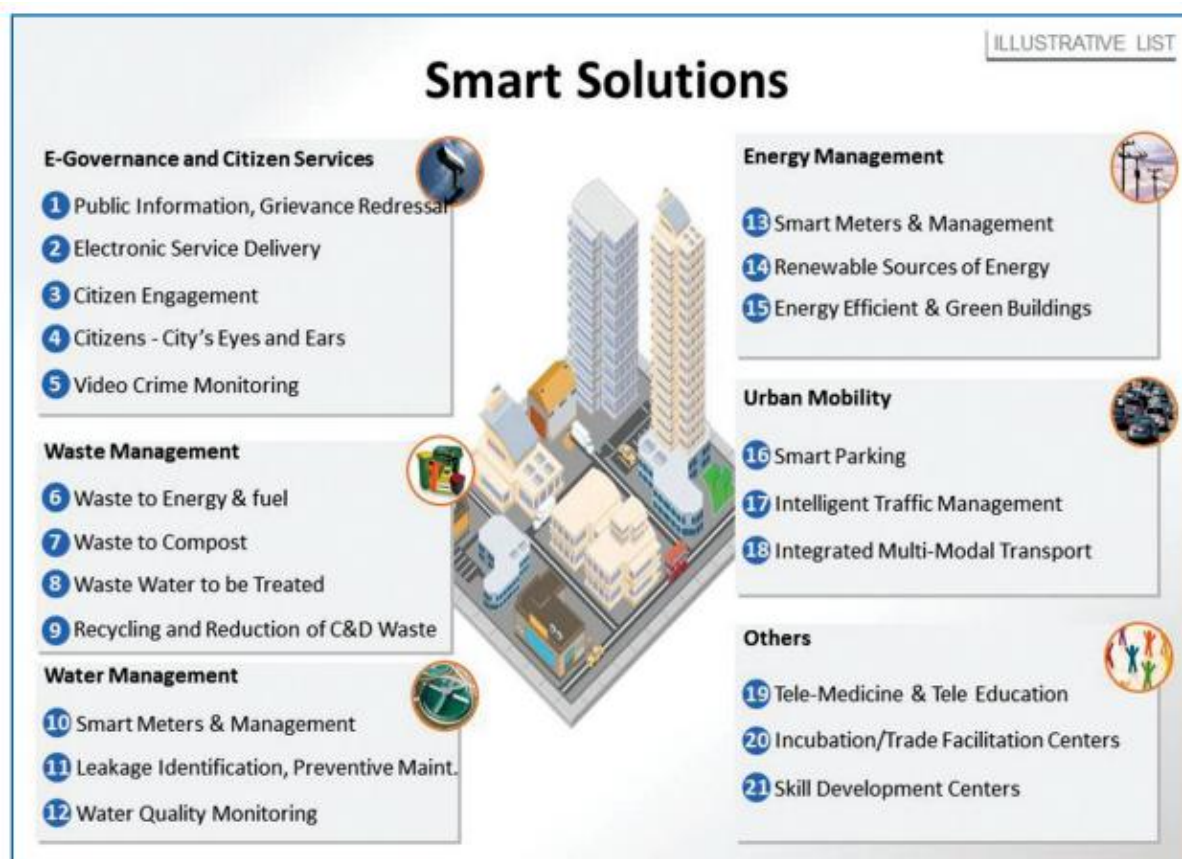 ILLUSTRATIVE LIST
Smart Solutions
E-Governance and Citizen Services
1 Public Information, Grievance Redressal
2 Electronic Service Delivery
3 Citizen Engagement
4 Citizens - City's Eyes and Ears
5 Video Crime Monitoring
Waste Management
6 Waste to Energy & fuel
7 Waste to Compost
8 Waste Water to be Treated
9 Recycling and Reduction of C&D Waste
Water Management
10 Smart Meters & Management
11 Leakage Identification, Preventive Maint.
12 Water Quality Monitoring
Energy Management
13 Smart Meters & Management
14 Renewable Sources of Energy
15 Energy Efficient & Green Buildings
Urban Mobility
16 Smart Parking
17 Intelligent Traffic Management
18 Integrated Multi-Modal Transport
Others
19 Tele-Medicine & Tele Education
20 Incubation/Trade Facilitation Centers
21 Skill Development Centers